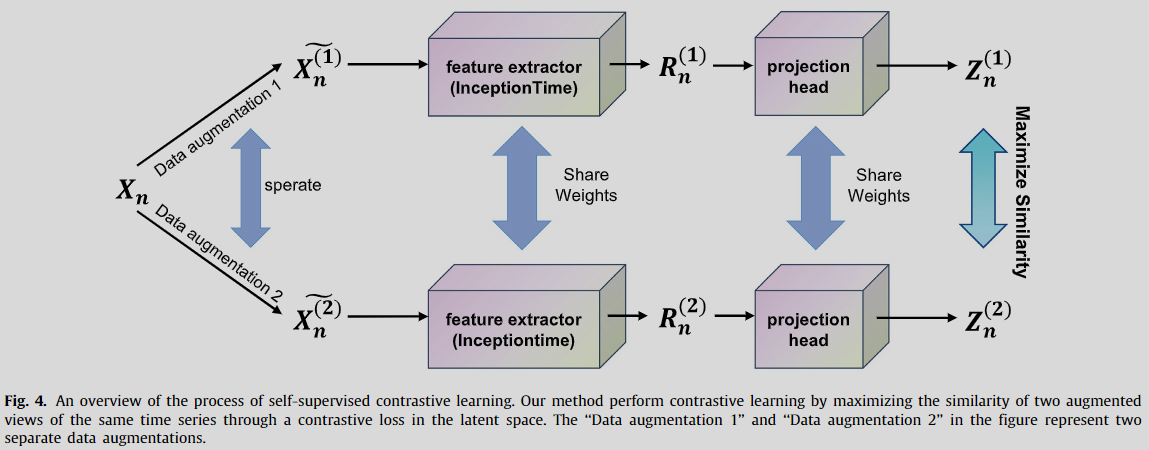 X̃ₙ⁽¹⁾
feature extractor
(InceptionTime)
Rₙ⁽¹⁾
projection
head
Zₙ⁽¹⁾
Data augmentation 1
Xₙ
sperate
Share
Weights
Share
Weights
Maximize Similarity
Data augmentation 2
X̃ₙ⁽²⁾
feature extractor
(Inceptiontime)
Rₙ⁽²⁾
projection
head
Zₙ⁽²⁾
Fig. 4. An overview of the process of self-supervised contrastive learning. Our method perform contrastive learning by maximizing the similarity of two augmented
views of the same time series through a contrastive loss in the latent space. The “Data augmentation 1” and “Data augmentation 2” in the figure represent two
separate data augmentations.